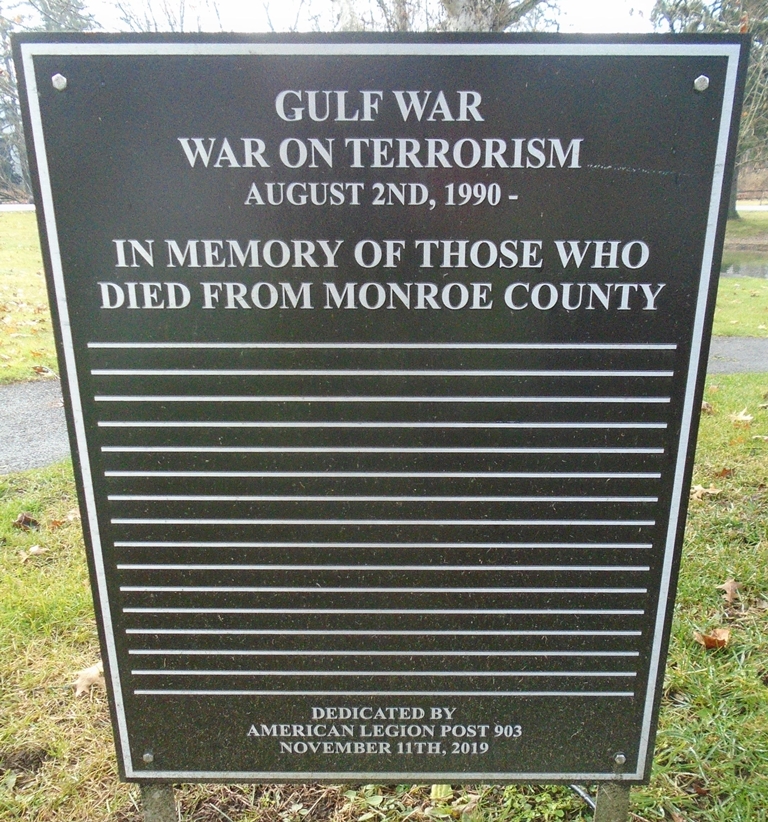 GULF WAR
WAR ON TERRORISM
AUGUST 2ND, 1990 -
IN MEMORY OF THOSE WHO
DIED FROM MONROE COUNTY
DEDICATED BY
AMERICAN LEGION POST 903
NOVEMBER 11TH, 2019